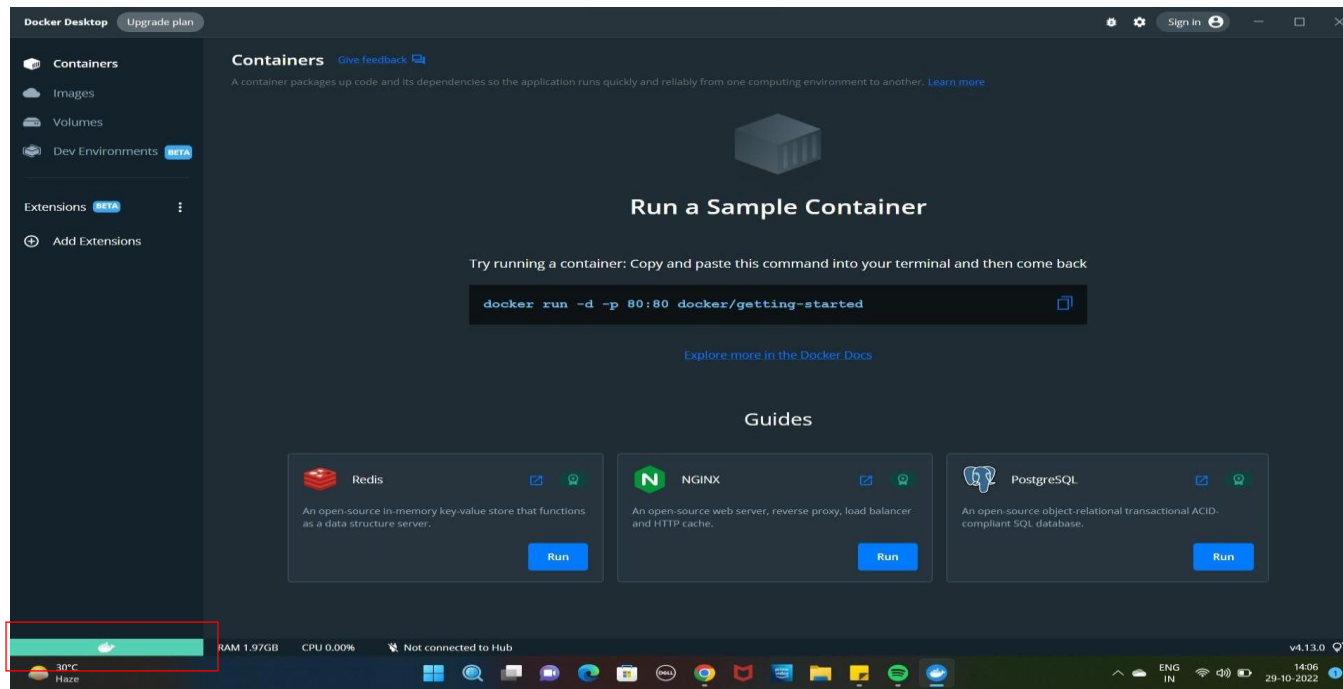 Docker Desktop Upgrade plan Sign in
Containers
Images
Volumes
Dev Environments BETA
Extensions BETA
Add Extensions
Containers Give feedback
A container packages up code and its dependencies so the application runs quickly and reliably from one computing environment to another. Learn more
Run a Sample Container
Try running a container: Copy and paste this command into your terminal and then come back
docker run -d -p 80:80 docker/getting-started
Explore more in the Docker Docs
Guides
Redis
An open-source in-memory key-value store that functions
as a data structure server.
Run
NGINX
An open-source web server, reverse proxy, load balancer
and HTTP cache.
Run
PostgreSQL
An open-source object-relational transactional ACID-
compliant SQL database.
Run
RAM 1.97GB CPU 0.00% Not connected to Hub v4.13.0
30°C
Haze
DELL
ENG
IN
14:06
29-10-2022